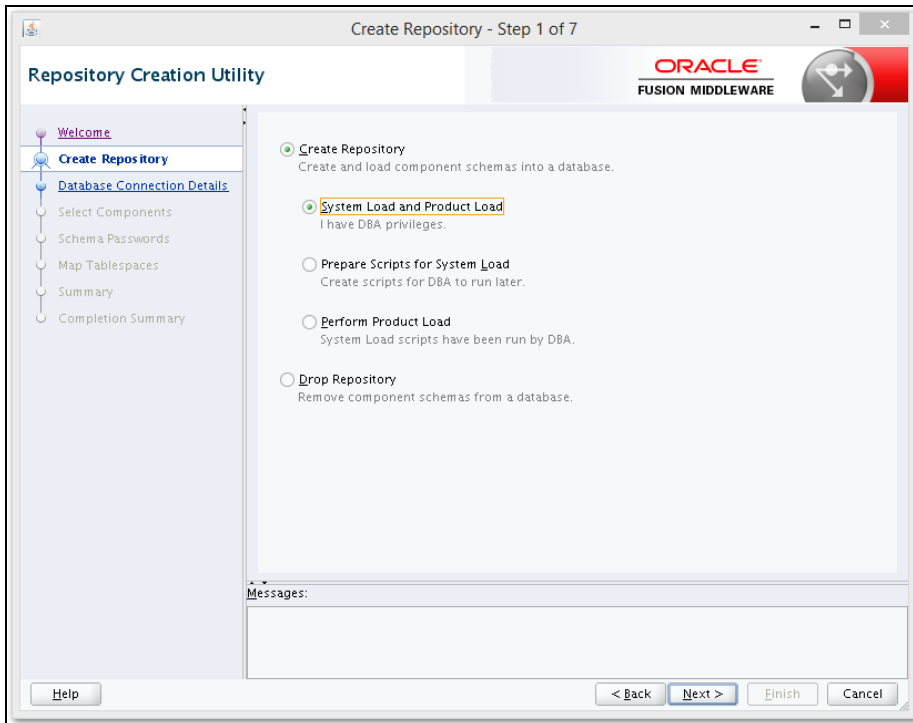 Create Repository - Step 1 of 7
Repository Creation Utility
ORACLE
FUSION MIDDLEWARE
Welcome
Create Repository
Database Connection Details
Select Components
Schema Passwords
Map Tablespaces
Summary
Completion Summary
Create Repository
Create and load component schemas into a database.
System Load and Product Load
I have DBA privileges.
Prepare Scripts for System Load
Create scripts for DBA to run later.
Perform Product Load
System Load scripts have been run by DBA.
Drop Repository
Remove component schemas from a database.
Messages:
Help
< Back
Next >
Finish
Cancel